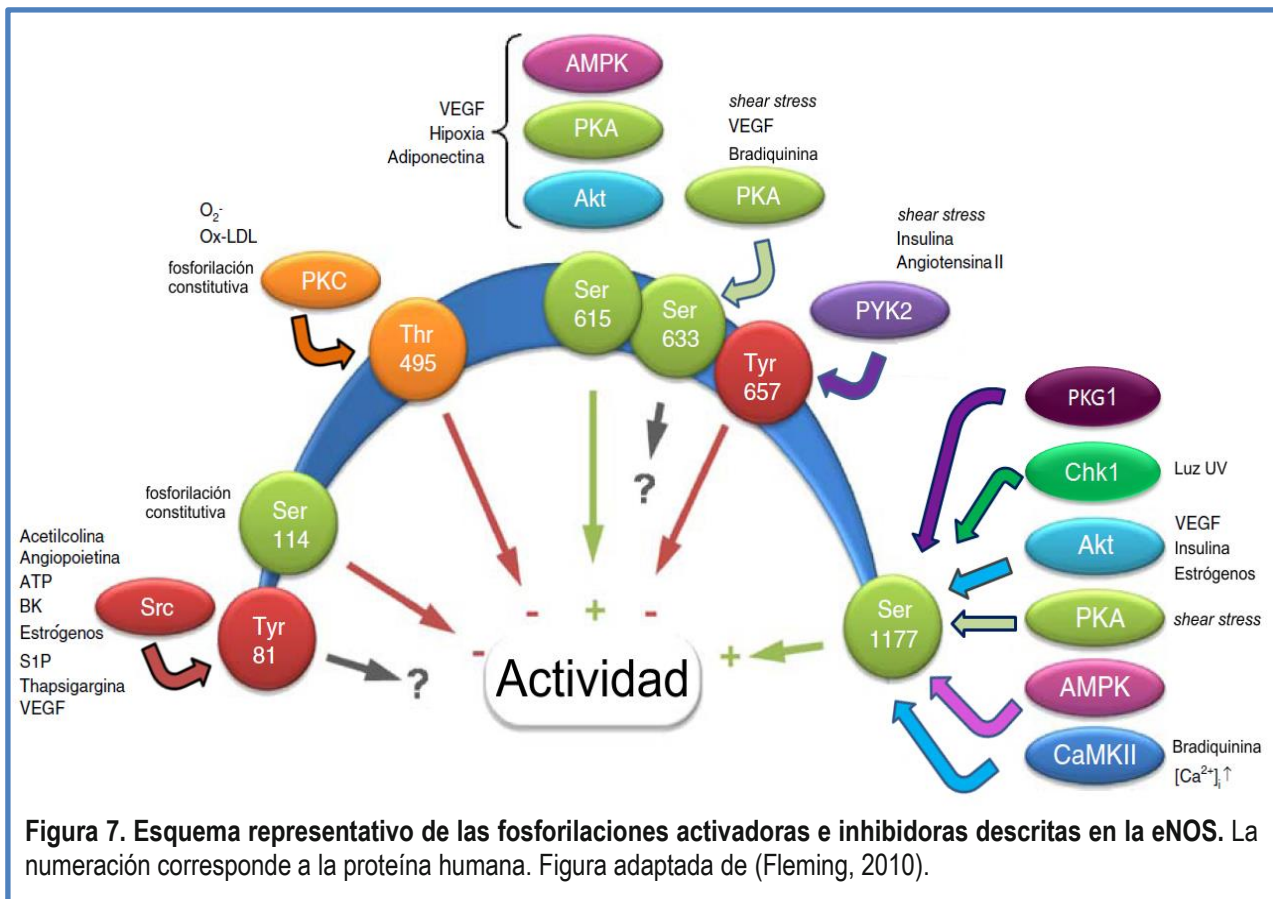 VEGF
Hipoxia
Adiponectina
AMPK
PKA
Akt
shear stress
VEGF
Bradiquinina
PKA
O2-
Ox-LDL
fosforilación
constitutiva
PKC
shear stress
Insulina
Angiotensina II
PYK2
Thr
495
Ser
615
Ser
633
Tyr
657
fosforilación
constitutiva
Ser
114
Acetilcolina
Angiopoietina
ATP
BK
Estrógenos
S1P
Thapsigargina
VEGF
Src
Tyr
81
?
?
-
-
+
-
+
Actividad
Ser
1177
PKG1
Chk1
Luz UV
Akt
VEGF
Insulina
Estrógenos
PKA
shear stress
AMPK
CaMKII
Bradiquinina
[Ca2+]i↑
Figura 7. Esquema representativo de las fosforilaciones activadoras e inhibidoras descritas en la eNOS. La
numeración corresponde a la proteína humana. Figura adaptada de (Fleming, 2010).